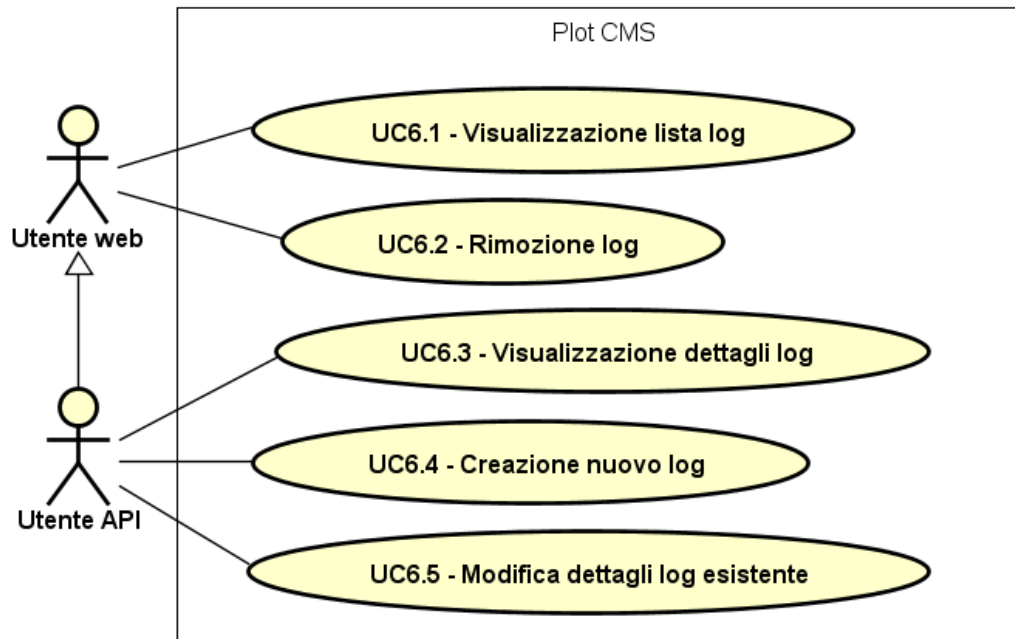 Plot CMS
UC6.1 - Visualizzazione lista log
Utente web
UC6.2 - Rimozione log
UC6.3 - Visualizzazione dettagli log
UC6.4 - Creazione nuovo log
Utente API
UC6.5 - Modifica dettagli log esistente